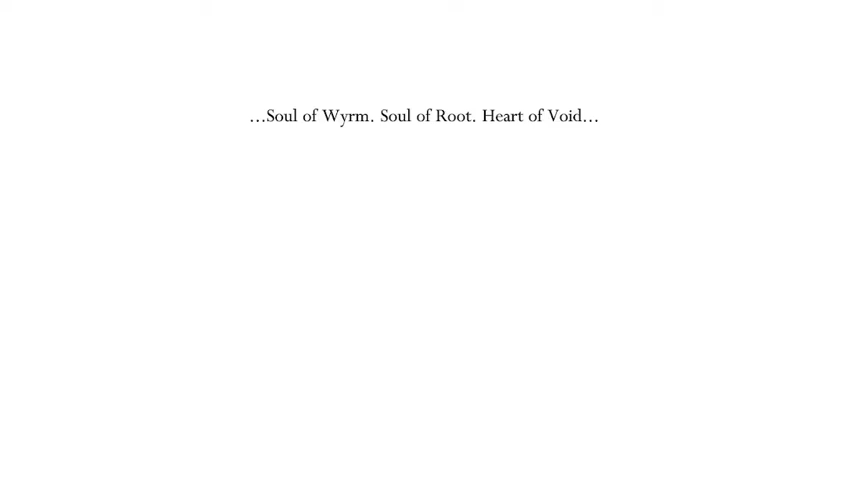 …Soul of Wyrm. Soul of Root. Heart of Void…